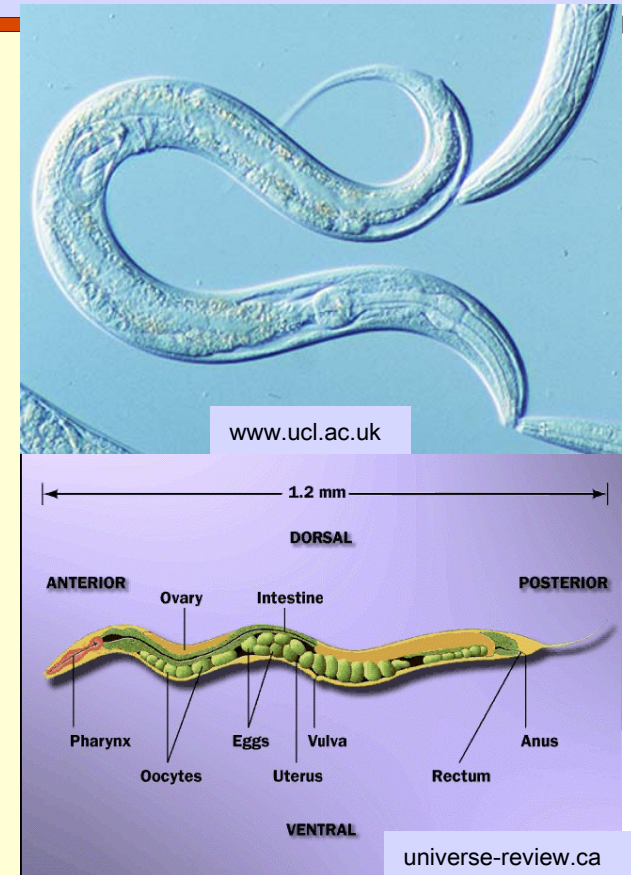 www.ucl.ac.uk
1.2 mm
DORSAL
ANTERIOR
POSTERIOR
Ovary
Intestine
Pharynx
Eggs
Vulva
Anus
Oocytes
Uterus
Rectum
VENTRAL
universe-review.ca